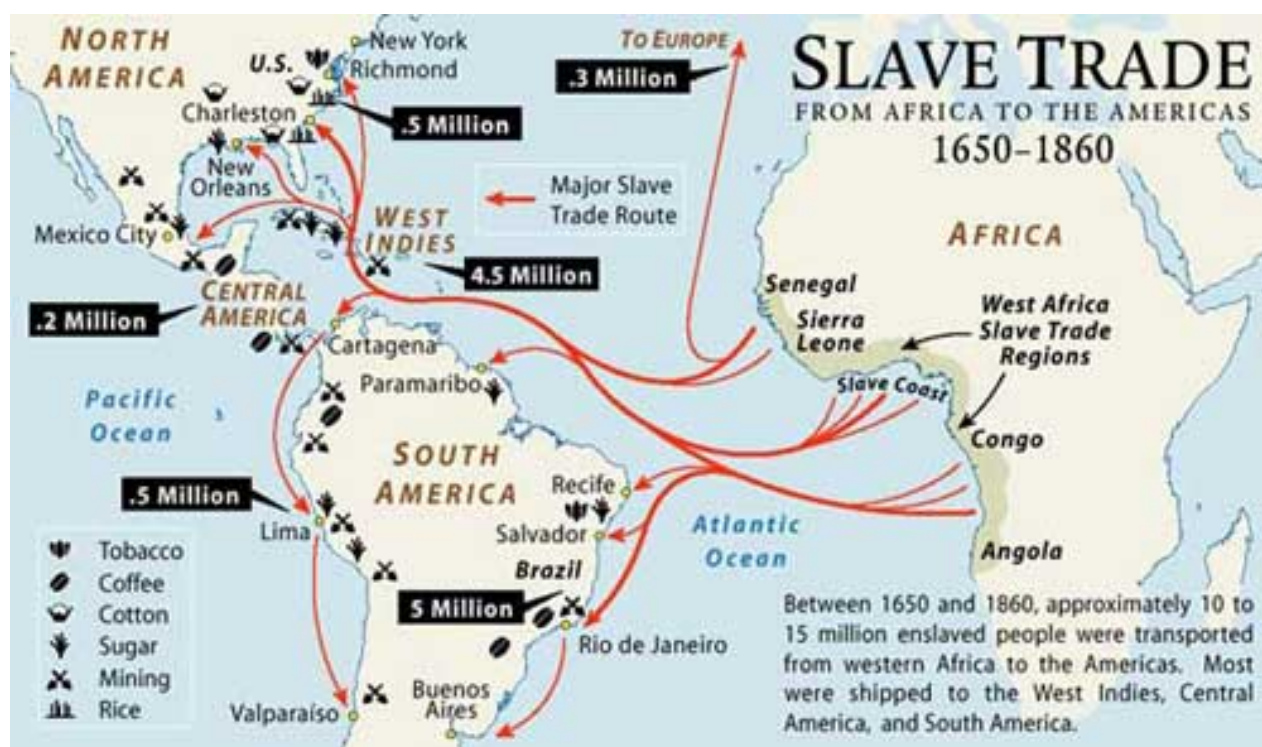 NORTH
AMERICA
U.S.
New York
Richmond
Charleston
.5 Million
New
Orleans
Mexico City
WEST
INDIES
4.5 Million
CENTRAL
AMERICA
.2 Million
TO EUROPE
.3 Million
Major Slave
Trade Route
SLAVE TRADE
FROM AFRICA TO THE AMERICAS
1650–1860
AFRICA
Senegal
Sierra
Leone
West Africa
Slave Trade
Regions
Slave Coast
Congo
Angola
Cartagena
Paramaribo
Pacific
Ocean
SOUTH
AMERICA
.5 Million
Lima
Recife
Salvador
Brazil
5 Million
Rio de Janeiro
Buenos
Aires
Valparaíso
Atlantic
Ocean
Tobacco
Coffee
Cotton
Sugar
Mining
Rice
Between 1650 and 1860, approximately 10 to
15 million enslaved people were transported
from western Africa to the Americas. Most
were shipped to the West Indies, Central
America, and South America.